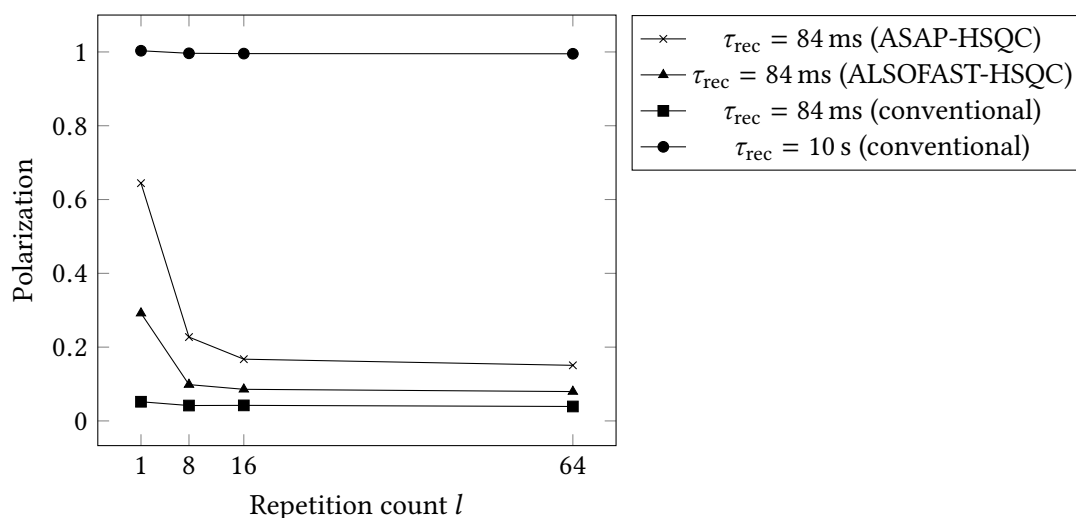 1
0.8
0.6
0.4
0.2
0
Polarization
1 8 16 64
Repetition count l
τrec = 84 ms (ASAP-HSQC)
τrec = 84 ms (ALSOFAST-HSQC)
τrec = 84 ms (conventional)
τrec = 10 s (conventional)